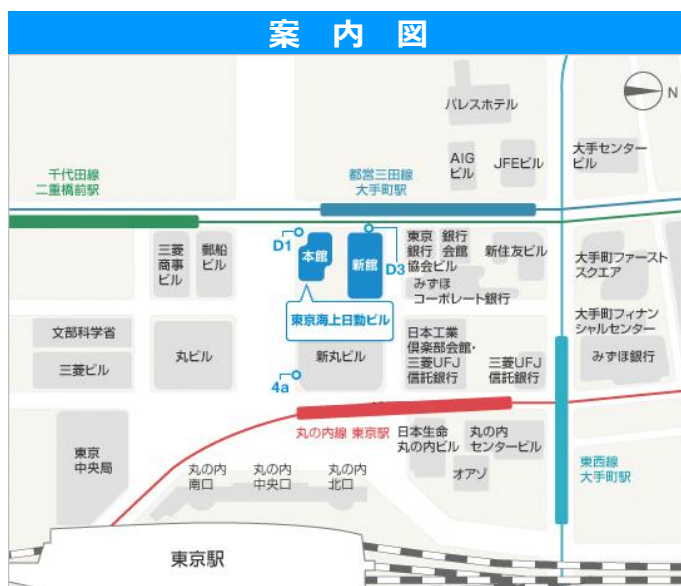 案 内 図
パレスホテル
N
AIG
ビル
JFEビル
大手センター
ビル
千代田線
二重橋前駅
都営三田線
大手町駅
D1
本館
新館
D3
三菱
商事
ビル
郵船
ビル
東京
銀行
協会ビル
銀行
会館
みずほ
コーポレート銀行
新住友ビル
大手町ファースト
スクエア
東京海上日動ビル
大手町フィナン
シャルセンター
みずほ銀行
文部科学省
三菱ビル
丸ビル
新丸ビル
4a
日本工業
倶楽部会館・
三菱UFJ
信託銀行
三菱UFJ
信託銀行
丸の内線 東京駅
日本生命
丸の内ビル
丸の内
センタービル
オアゾ
東西線
大手町駅
東京
中央局
丸の内
南口
丸の内
中央口
丸の内
北口
東京駅